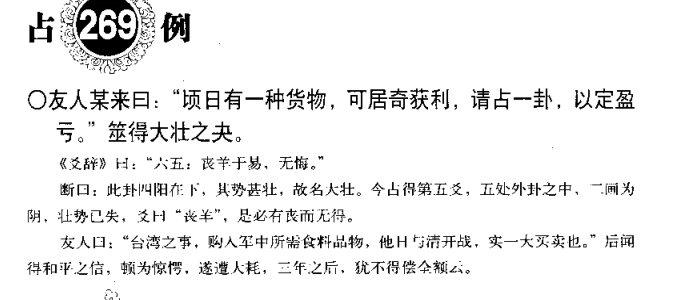 占 269 例
○友人某来曰：“顷日有一种货物，可居奇获利，请占一卦，以定盈
亏。”筮得大壮之夬。
《爻辞》曰：“六五：丧羊于易，无悔。”
断曰：此卦四阳在下，其势甚壮，故名大壮。今占得第五爻，五处外卦之中，二画为
阴，壮势已失，爻曰“丧羊”，是必有丧而无得。
友人曰：“台湾之事，购入军中所需食料品物，他日与清开战，实一大买卖也。”后闻
得和平之信，顿为惊愕，遂遭大耗，三年之后，犹不得偿全额云。